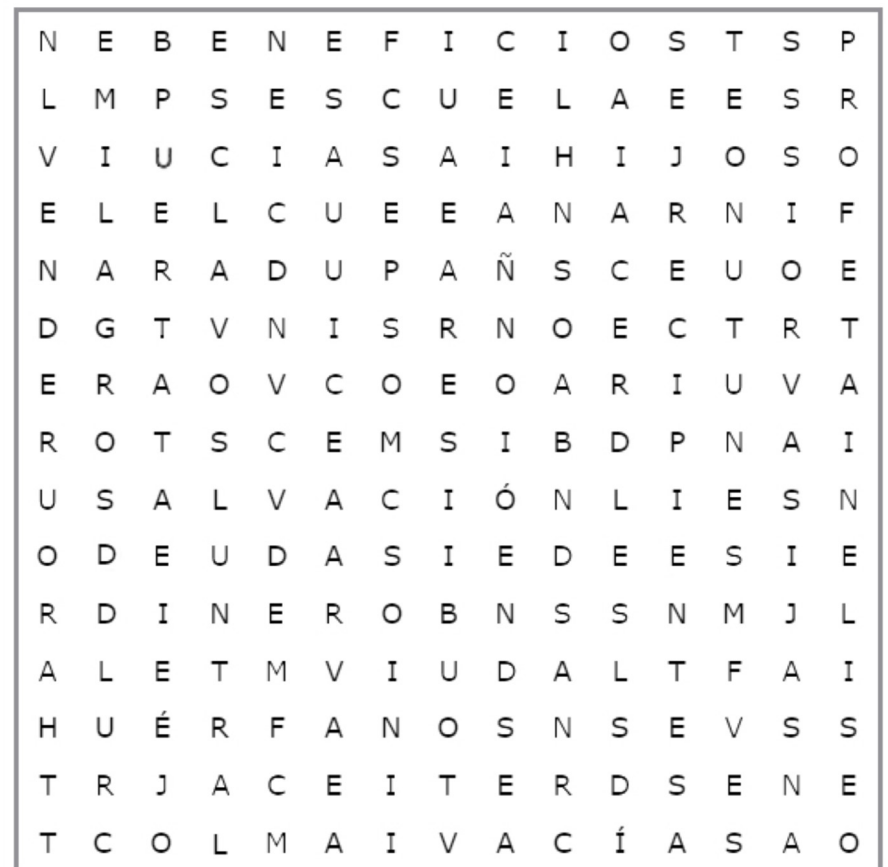 N E B E N E F I C I O S T S P
L M P S E S C U E L A E E S R
V I U C I A S A I H I J O S O
E L E L C U E E A N A R N I F
N A R A D U P A Ñ S C E U O E
D G T V N I S R N O E C T R T
E R A O V C O E O A R I U V A
R O T S C E M S I B D P N A I
U S A L V A C I Ó N L I E S N
O D E U D A S I E D E E S I E
R D I N E R O B N S S N M J L
A L E T M V I U D A L T F A I
H U É R F A N O S N S E V S S
T R J A C E I T E R D S E N E
T C O L M A I V A C Í A S A O